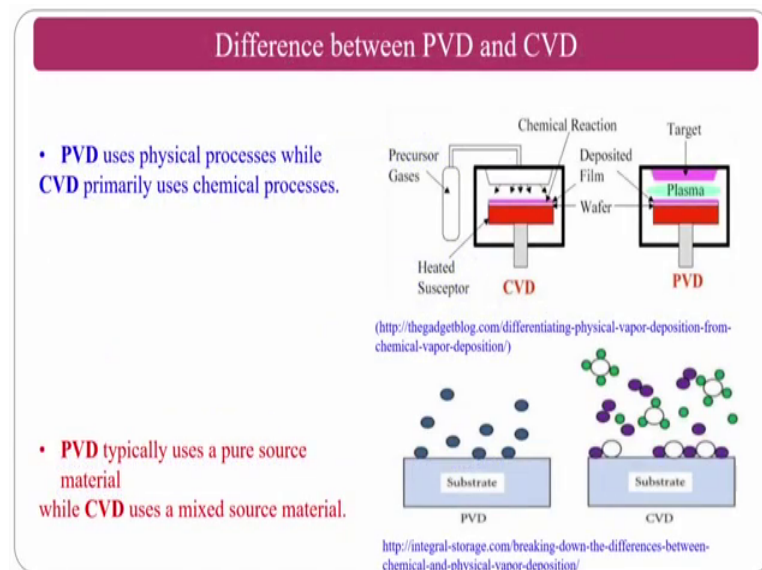 Difference between PVD and CVD
• PVD uses physical processes while
CVD primarily uses chemical processes.
Chemical Reaction
Target
Precursor
Gases
Deposited
Film
Plasma
Wafer
Heated
Susceptor
CVD
PVD
(http://thegadgetblog.com/differentiating-physical-vapor-deposition-from-
chemical-vapor-deposition/)
• PVD typically uses a pure source
material
while CVD uses a mixed source material.
Substrate
Substrate
PVD
CVD
http://integral-storage.com/breaking-down-the-differences-between-
chemical-and-physical-vapor-deposition/